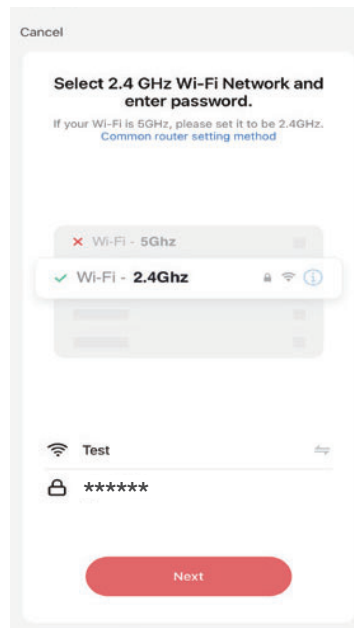 Cancel
Select 2.4 GHz Wi-Fi Network and
enter password.
If your Wi-Fi is 5GHz, please set it to be 2.4GHz.
Common router setting method
Wi-Fi - 5Ghz
Wi-Fi - 2.4Ghz
Test
******
Next